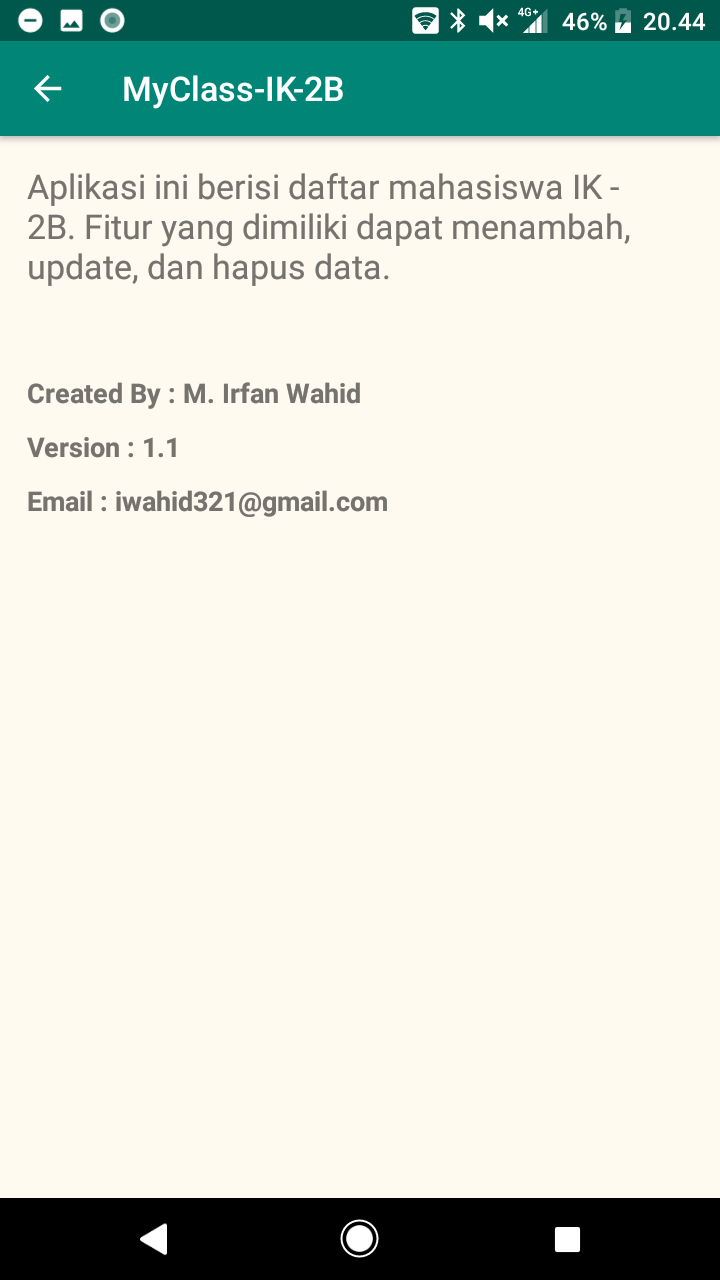 4G+ 46% 20.44
MyClass-IK-2B
Aplikasi ini berisi daftar mahasiswa IK -
2B. Fitur yang dimiliki dapat menambah,
update, dan hapus data.
Created By : M. Irfan Wahid
Version : 1.1
Email : iwahid321@gmail.com